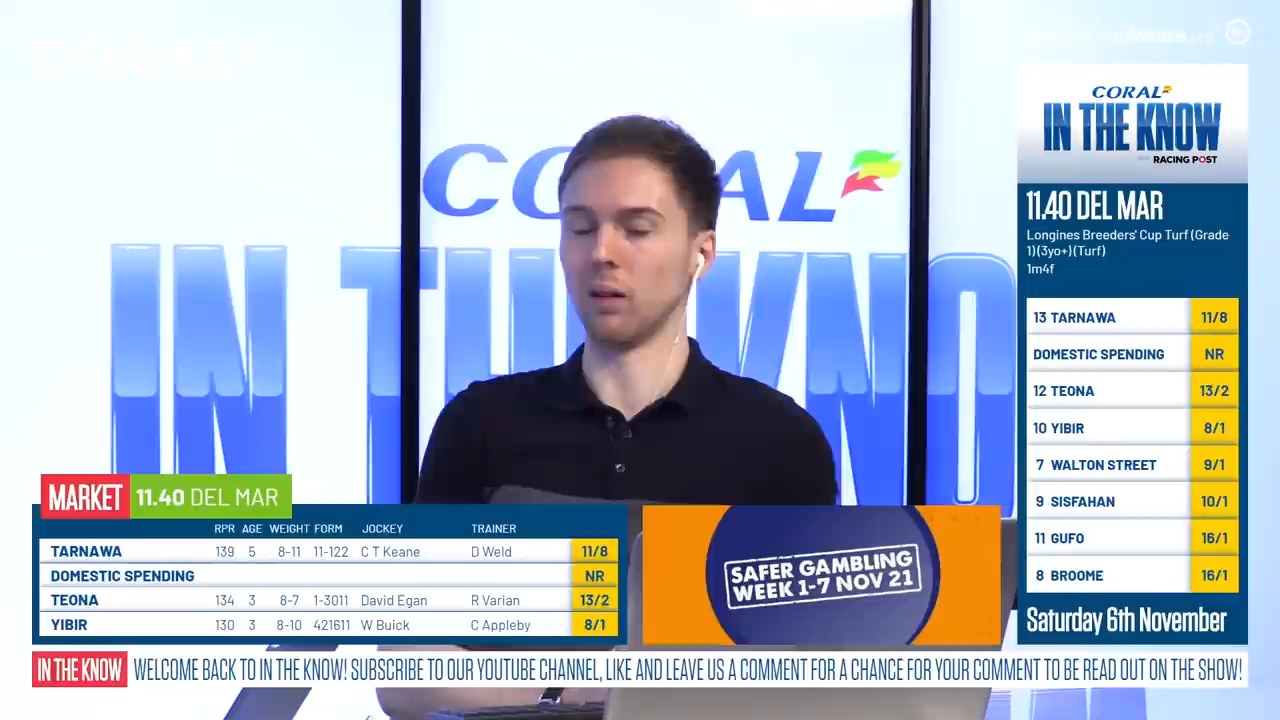 CORAL
IN THE KNOW
RACING POST
11.40 DEL MAR
Longines Breeders' Cup Turf (Grade
1)(3yo+)(Turf)
1m4f
13 TARNAWA 11/8
DOMESTIC SPENDING NR
12 TEONA 13/2
10 YIBIR 8/1
7 WALTON STREET 9/1
9 SISFAHAN 10/1
11 GUFO 16/1
8 BROOME 16/1
Saturday 6th November
CORAL
IN THE KNO
MARKET 11.40 DEL MAR
RPR AGE WEIGHT FORM JOCKEY TRAINER
TARNAWA 139 5 8-11 11-122 C T Keane D Weld 11/8
DOMESTIC SPENDING NR
TEONA 134 3 8-7 1-3011 David Egan R Varian 13/2
YIBIR 130 3 8-10 421611 W Buick C Appleby 8/1
SAFER GAMBLING
WEEK 1-7 NOV 21
IN THE KNOW WELCOME BACK TO IN THE KNOW! SUBSCRIBE TO OUR YOUTUBE CHANNEL, LIKE AND LEAVE US A COMMENT FOR A CHANCE FOR YOUR COMMENT TO BE READ OUT ON THE SHOW!